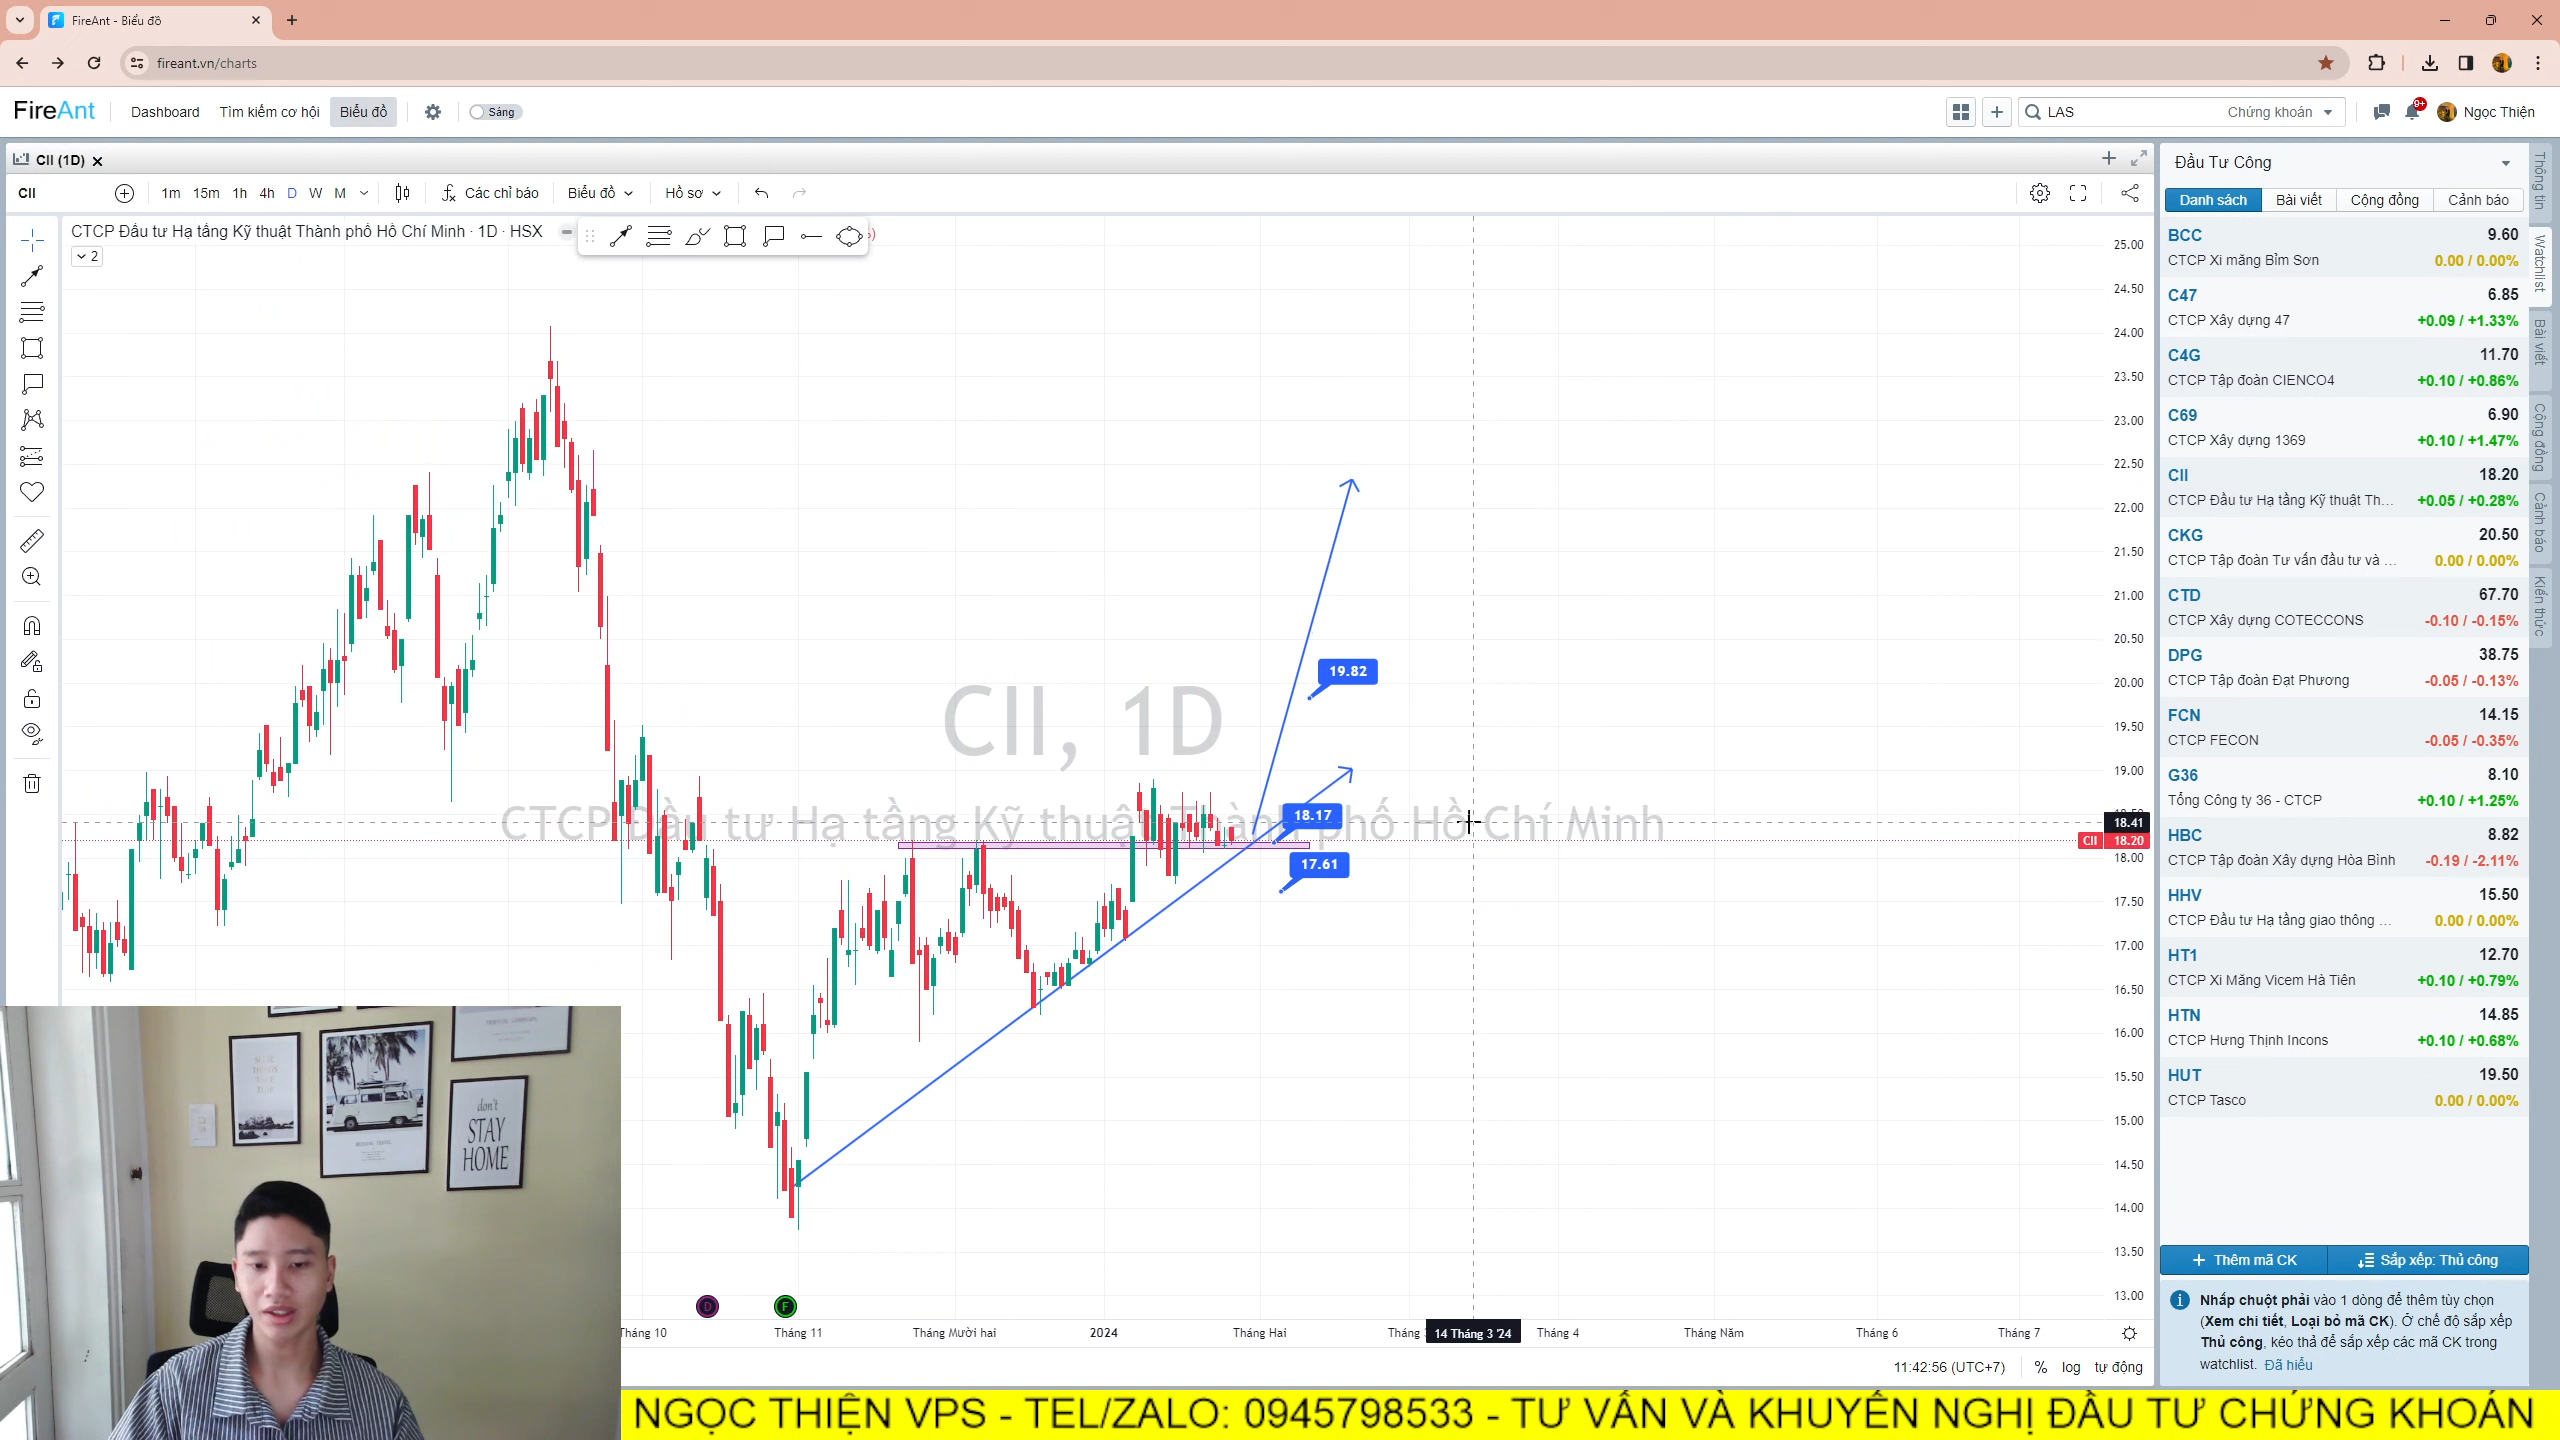 FireAnt - Biểu đồ
fireant.vn/charts
FireAnt
Dashboard
Tìm kiếm cơ hội
Biểu đồ
Sáng
LAS
Chứng khoán
9+
Ngọc Thiện
CII (1D)
CII
1m 15m 1h 4h D W M
Các chỉ báo
Biểu đồ
Hồ sơ
CTCP Đầu tư Hạ tầng Kỹ thuật Thành phố Hồ Chí Minh · 1D · HSX
2
CII, 1D
CTCP Đầu tư Hạ tầng Kỹ thuật Thành phố Hồ Chí Minh
19.82
18.17
17.61
25.00
24.50
24.00
23.50
23.00
22.50
22.00
21.50
21.00
20.50
20.00
19.50
19.00
18.41
CII 18.20
18.00
17.50
17.00
16.50
16.00
15.50
15.00
14.50
14.00
13.50
13.00
D
F
Tháng 10
Tháng 11
Tháng Mười hai
2024
Tháng Hai
14 Tháng 3 '24
Tháng 4
Tháng Năm
Tháng 6
Tháng 7
11:42:56 (UTC+7)
% log tự động
Đầu Tư Công
Danh sách
Bài viết
Cộng đồng
Cảnh báo
BCC 9.60
CTCP Xi măng Bỉm Sơn 0.00 / 0.00%
C47 6.85
CTCP Xây dựng 47 +0.09 / +1.33%
C4G 11.70
CTCP Tập đoàn CIENCO4 +0.10 / +0.86%
C69 6.90
CTCP Xây dựng 1369 +0.10 / +1.47%
CII 18.20
CTCP Đầu tư Hạ tầng Kỹ thuật Th... +0.05 / +0.28%
CKG 20.50
CTCP Tập đoàn Tư vấn đầu tư và ... 0.00 / 0.00%
CTD 67.70
CTCP Xây dựng COTECCONS -0.10 / -0.15%
DPG 38.75
CTCP Tập đoàn Đạt Phương -0.05 / -0.13%
FCN 14.15
CTCP FECON -0.05 / -0.35%
G36 8.10
Tổng Công ty 36 - CTCP +0.10 / +1.25%
HBC 8.82
CTCP Tập đoàn Xây dựng Hòa Bình -0.19 / -2.11%
HHV 15.50
CTCP Đầu tư Hạ tầng giao thông ... 0.00 / 0.00%
HT1 12.70
CTCP Xi Măng Vicem Hà Tiên +0.10 / +0.79%
HTN 14.85
CTCP Hưng Thịnh Incons +0.10 / +0.68%
HUT 19.50
CTCP Tasco 0.00 / 0.00%
Thêm mã CK
Sắp xếp: Thủ công
Nhấp chuột phải vào 1 dòng để thêm tùy chọn
(Xem chi tiết, Loại bỏ mã CK). Ở chế độ sắp xếp
Thủ công, kéo thả để sắp xếp các mã CK trong
watchlist. Đã hiểu
Thông tin
Watchlist
Bài viết
Cộng đồng
Cảnh báo
Kiến thức
don't
STAY
HOME
NGỌC THIỆN VPS - TEL/ZALO: 0945798533 - TƯ VẤN VÀ KHUYẾN NGHỊ ĐẦU TƯ CHỨNG KHOÁN